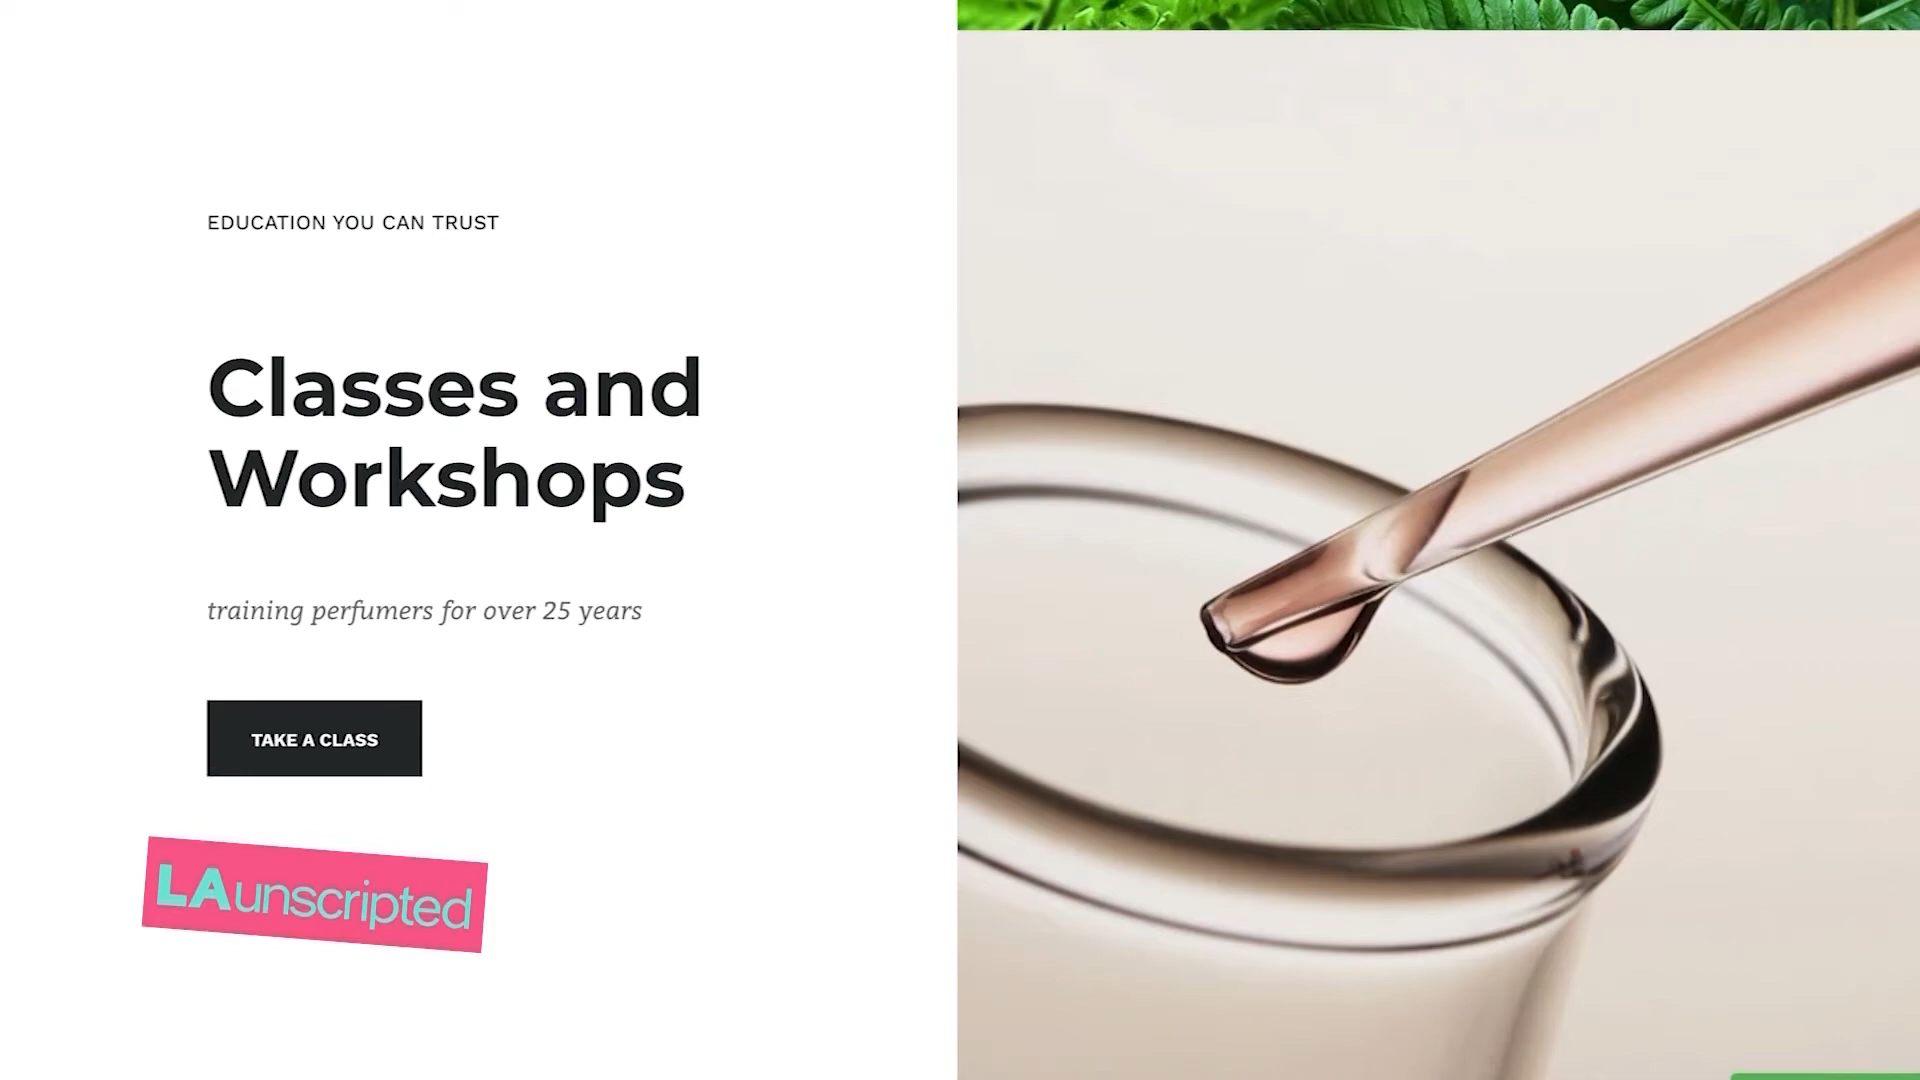 EDUCATION YOU CAN TRUST
Classes and
Workshops
training perfumers for over 25 years
TAKE A CLASS
LAunscripted